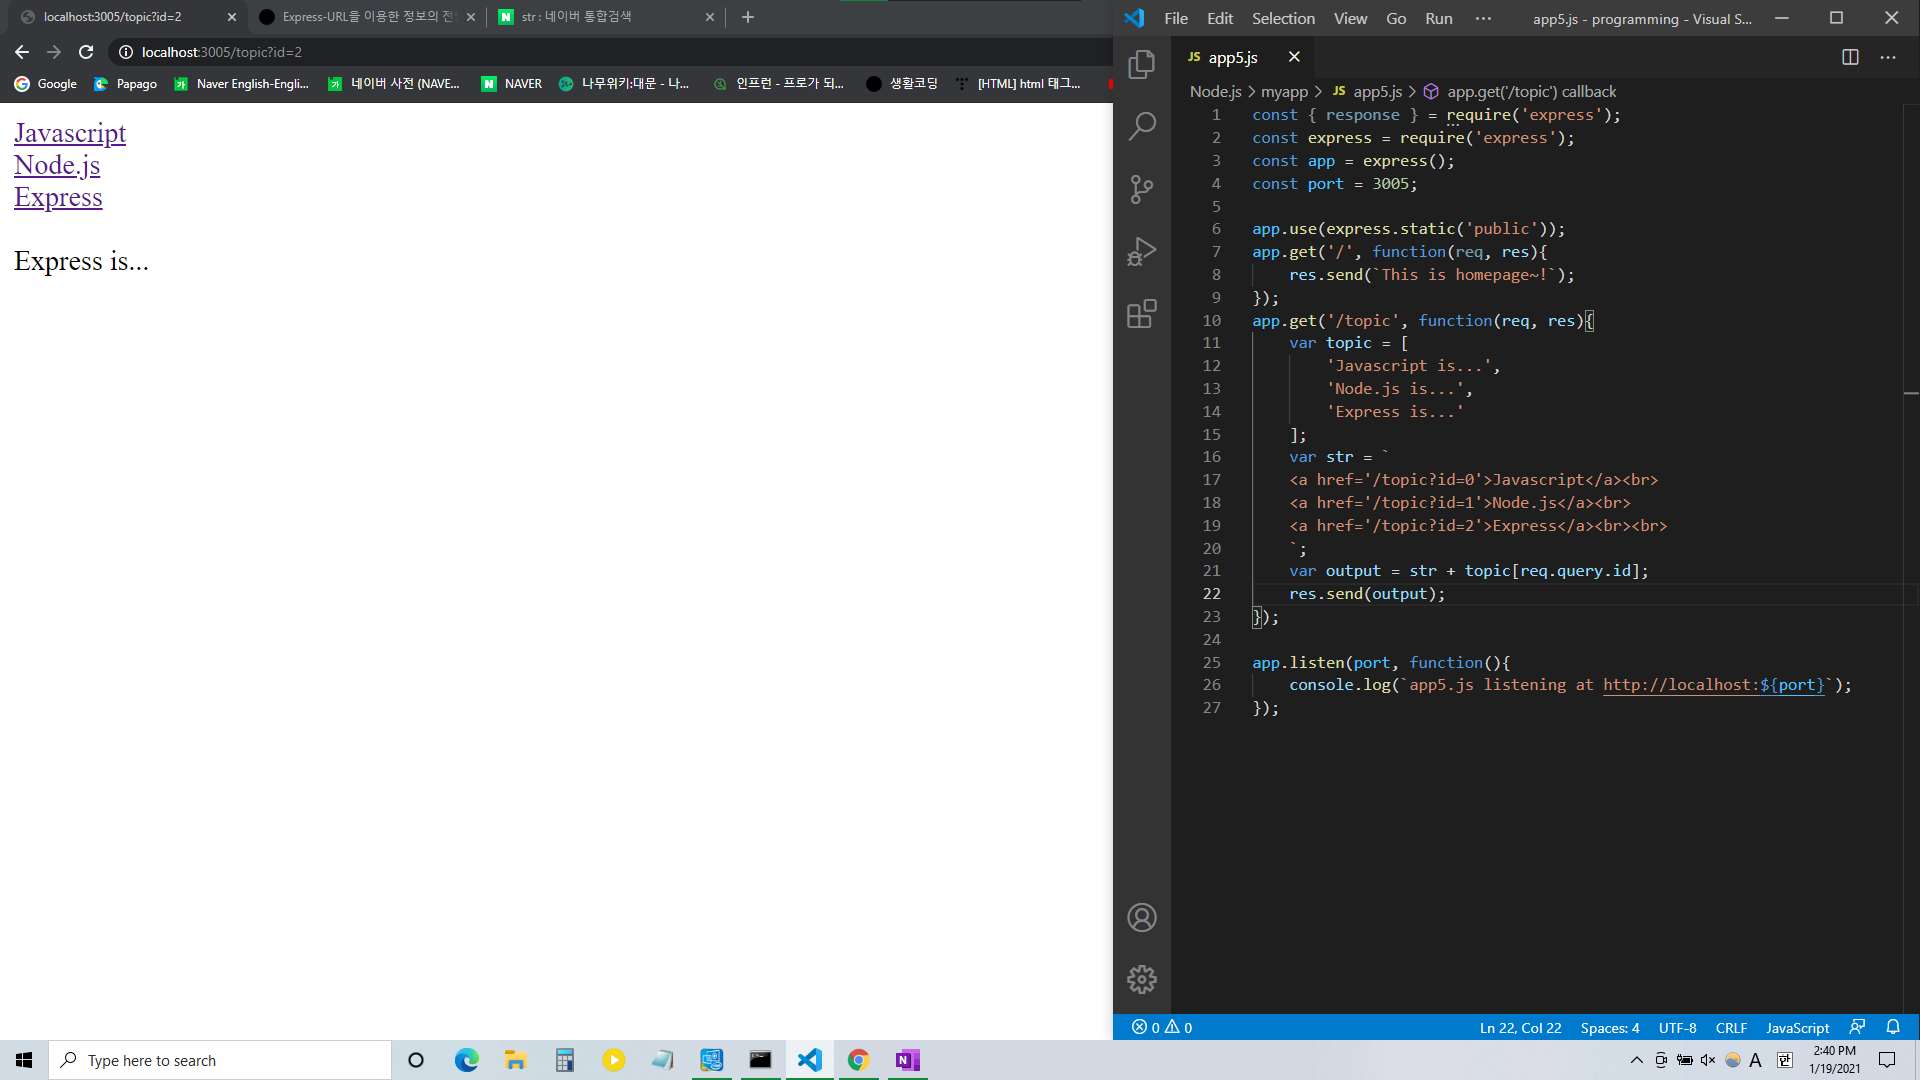 localhost:3005/topic?id=2
Express-URL을 이용한 정보의 전
str : 네이버 통합검색
localhost:3005/topic?id=2
Google
Papago
Naver English-Engli...
네이버 사전 (NAVE...
NAVER
나무위키:대문 - 나...
인프런 - 프로가 되...
생활코딩
[HTML] html 태그...
Javascript
Node.js
Express
Express is...
File Edit Selection View Go Run ··· app5.js - programming - Visual S...
JS app5.js
Node.js > myapp > JS app5.js > app.get('/topic') callback
1 const { response } = require('express');
2 const express = require('express');
3 const app = express();
4 const port = 3005;
5
6 app.use(express.static('public'));
7 app.get('/', function(req, res){
8     res.send(`This is homepage~!`);
9 });
10 app.get('/topic', function(req, res){
11     var topic = [
12         'Javascript is...',
13         'Node.js is...',
14         'Express is...'
15     ];
16     var str = `
17     <a href='/topic?id=0'>Javascript</a><br>
18     <a href='/topic?id=1'>Node.js</a><br>
19     <a href='/topic?id=2'>Express</a><br><br>
20     `;
21     var output = str + topic[req.query.id];
22     res.send(output);
23 });
24
25 app.listen(port, function(){
26     console.log(`app5.js listening at http://localhost:${port}`);
27 });
0 0 Ln 22, Col 22 Spaces: 4 UTF-8 CRLF JavaScript
Type here to search
N
A 한
2:40 PM
1/19/2021